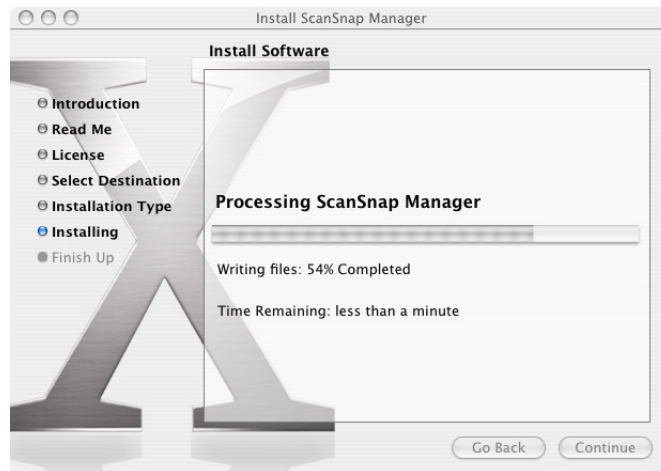 Install ScanSnap Manager
Install Software
Introduction
Read Me
License
Select Destination
Installation Type
Installing
Finish Up
Processing ScanSnap Manager
Writing files: 54% Completed
Time Remaining: less than a minute
Go Back
Continue